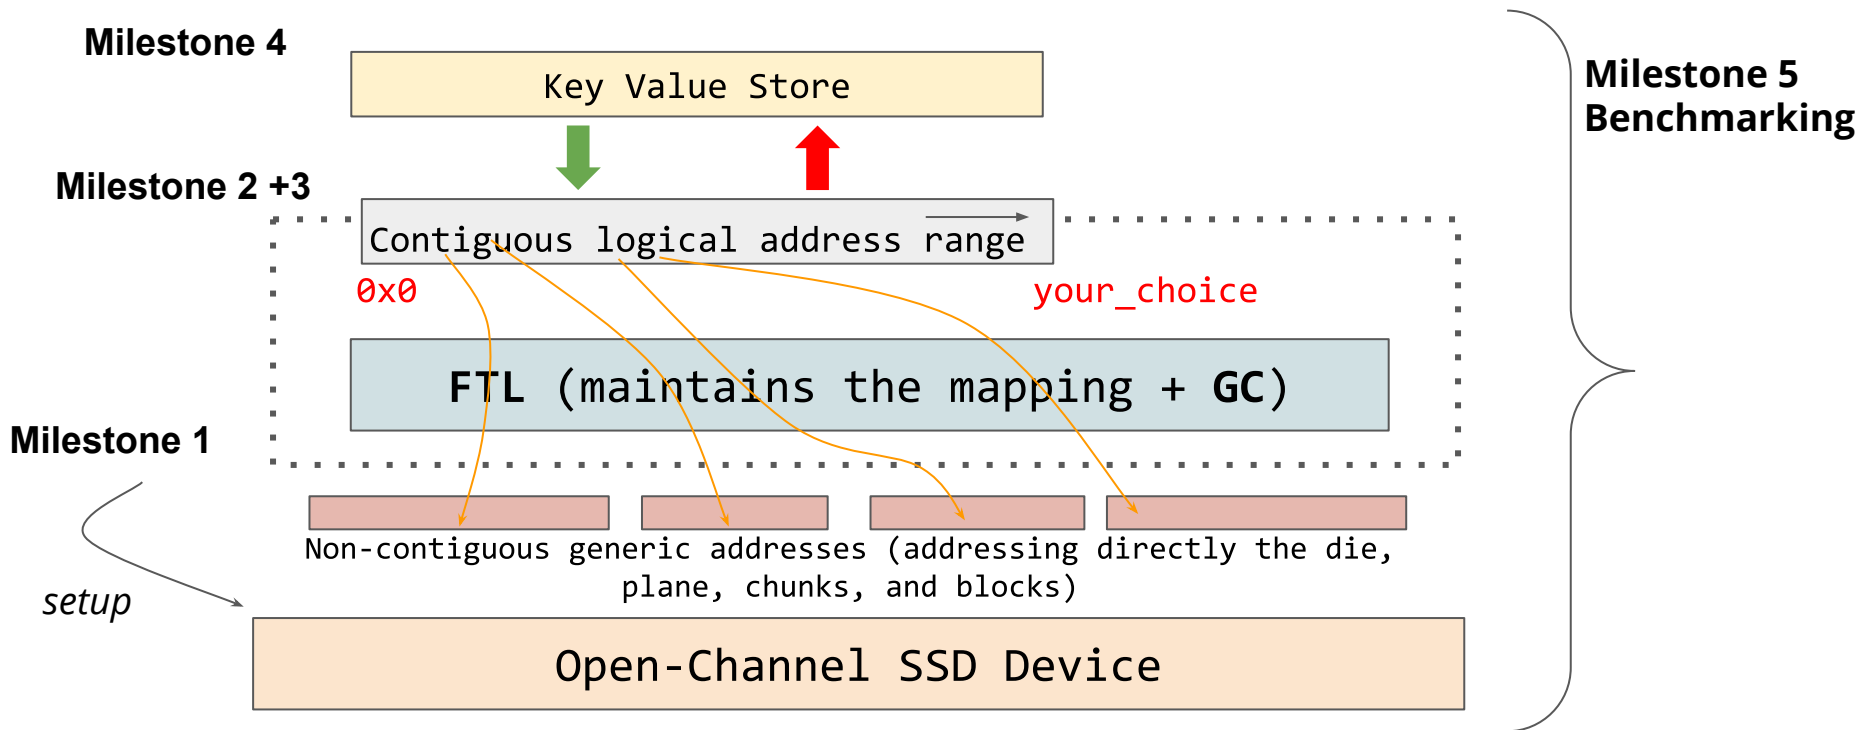 Milestone 4
Key Value Store
Milestone 5
Benchmarking
Milestone 2 +3
Contiguous logical address range
0x0
your_choice
FTL (maintains the mapping + GC)
Milestone 1
Non-contiguous generic addresses (addressing directly the die,
plane, chunks, and blocks)
setup
Open-Channel SSD Device